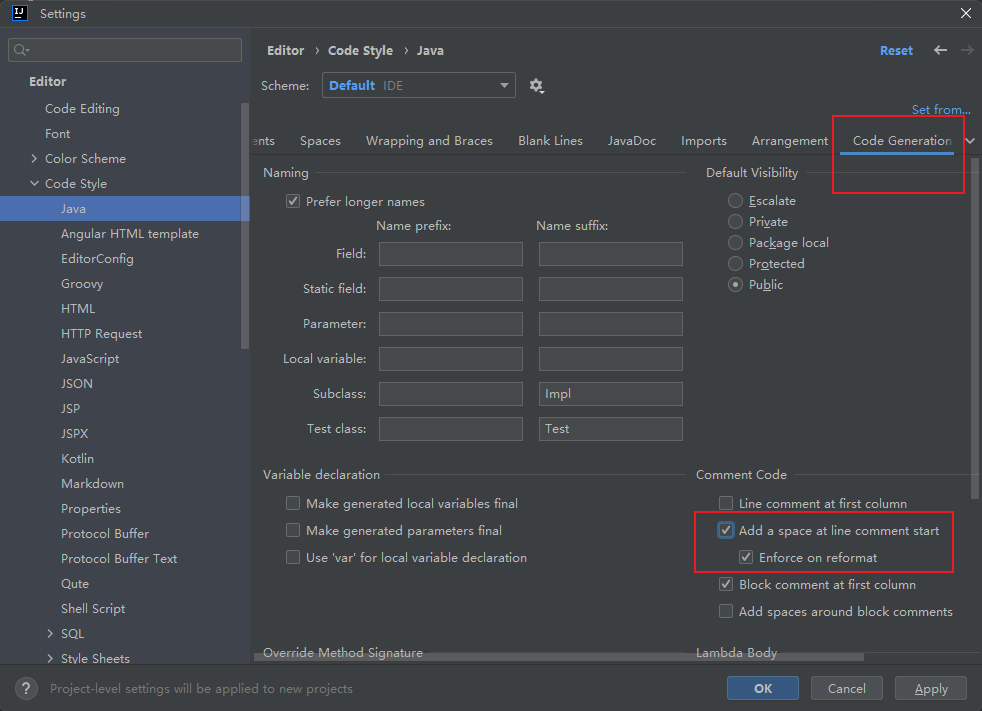 IJ Settings
Editor
Code Editing
Font
Color Scheme
Code Style
Java
Angular HTML template
EditorConfig
Groovy
HTML
HTTP Request
JavaScript
JSON
JSP
JSPX
Kotlin
Markdown
Properties
Protocol Buffer
Protocol Buffer Text
Qute
Shell Script
SQL
Style Sheets
Editor › Code Style › Java
Reset
Scheme: Default IDE
Set from...
ents Spaces Wrapping and Braces Blank Lines JavaDoc Imports Arrangement Code Generation
Naming
Prefer longer names
Name prefix: Name suffix:
Field:
Static field:
Parameter:
Local variable:
Subclass: Impl
Test class: Test
Default Visibility
Escalate
Private
Package local
Protected
Public
Variable declaration
Make generated local variables final
Make generated parameters final
Use 'var' for local variable declaration
Comment Code
Line comment at first column
Add a space at line comment start
Enforce on reformat
Block comment at first column
Add spaces around block comments
Override Method Signature
Lambda Body
? Project-level settings will be applied to new projects
OK Cancel Apply